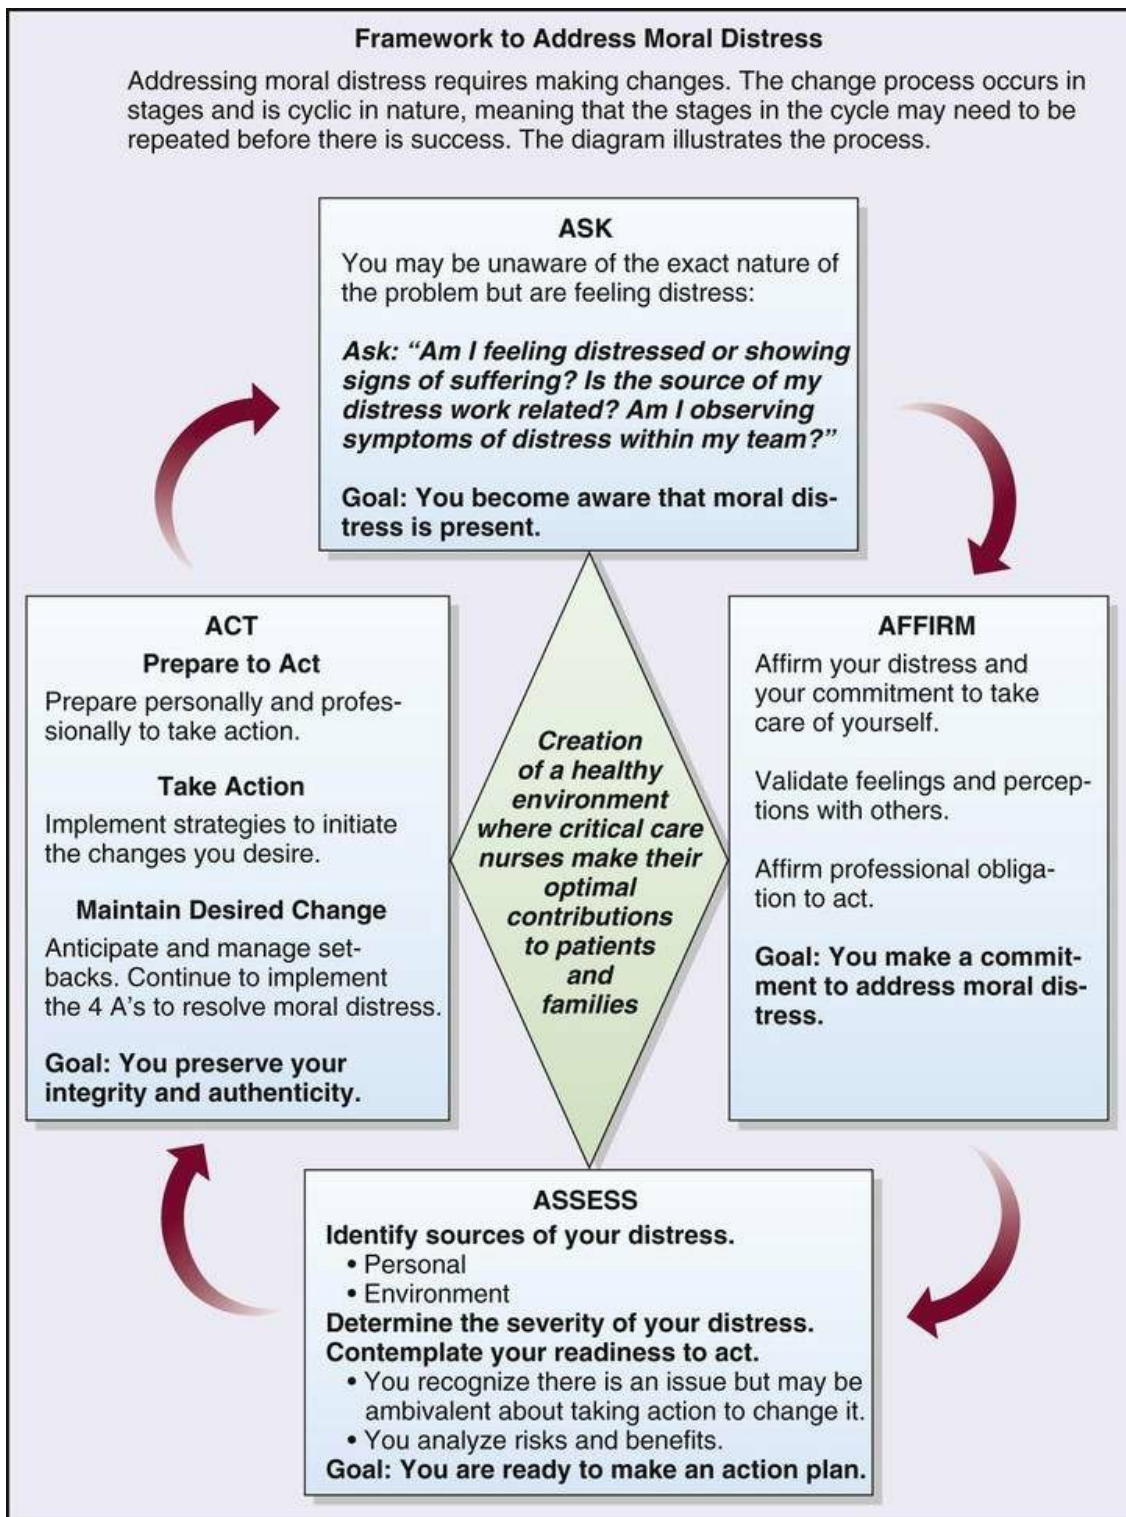 Framework to Address Moral Distress
Addressing moral distress requires making changes. The change process occurs in
stages and is cyclic in nature, meaning that the stages in the cycle may need to be
repeated before there is success. The diagram illustrates the process.
ASK
You may be unaware of the exact nature of
the problem but are feeling distress:
Ask: “Am I feeling distressed or showing
signs of suffering? Is the source of my
distress work related? Am I observing
symptoms of distress within my team?”
Goal: You become aware that moral dis-
tress is present.
AFFIRM
Affirm your distress and
your commitment to take
care of yourself.
Validate feelings and percep-
tions with others.
Affirm professional obliga-
tion to act.
Goal: You make a commit-
ment to address moral dis-
tress.
ASSESS
Identify sources of your distress.
• Personal
• Environment
Determine the severity of your distress.
Contemplate your readiness to act.
• You recognize there is an issue but may be
ambivalent about taking action to change it.
• You analyze risks and benefits.
Goal: You are ready to make an action plan.
ACT
Prepare to Act
Prepare personally and profes-
sionally to take action.
Take Action
Implement strategies to initiate
the changes you desire.
Maintain Desired Change
Anticipate and manage set-
backs. Continue to implement
the 4 A's to resolve moral distress.
Goal: You preserve your
integrity and authenticity.
Creation
of a healthy
environment
where critical care
nurses make their
optimal
contributions
to patients
and
families